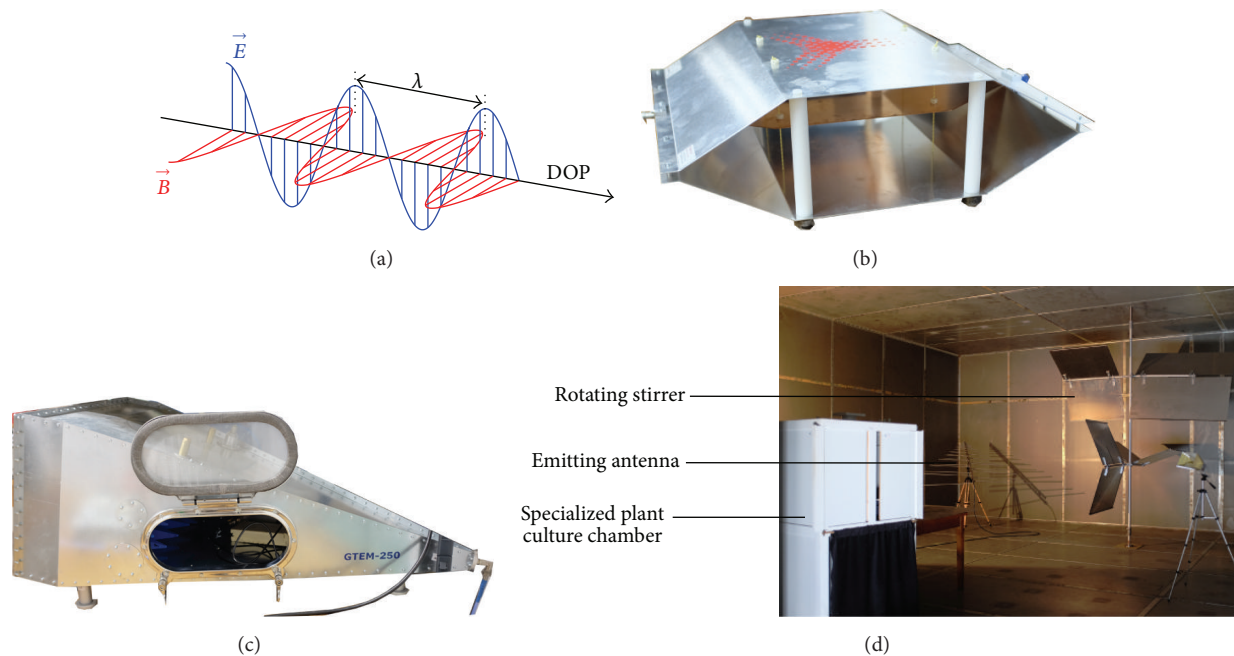 E
λ
B
DOP
(a)
(b)
GTEM-250
(c)
Rotating stirrer
Emitting antenna
Specialized plant
culture chamber
(d)